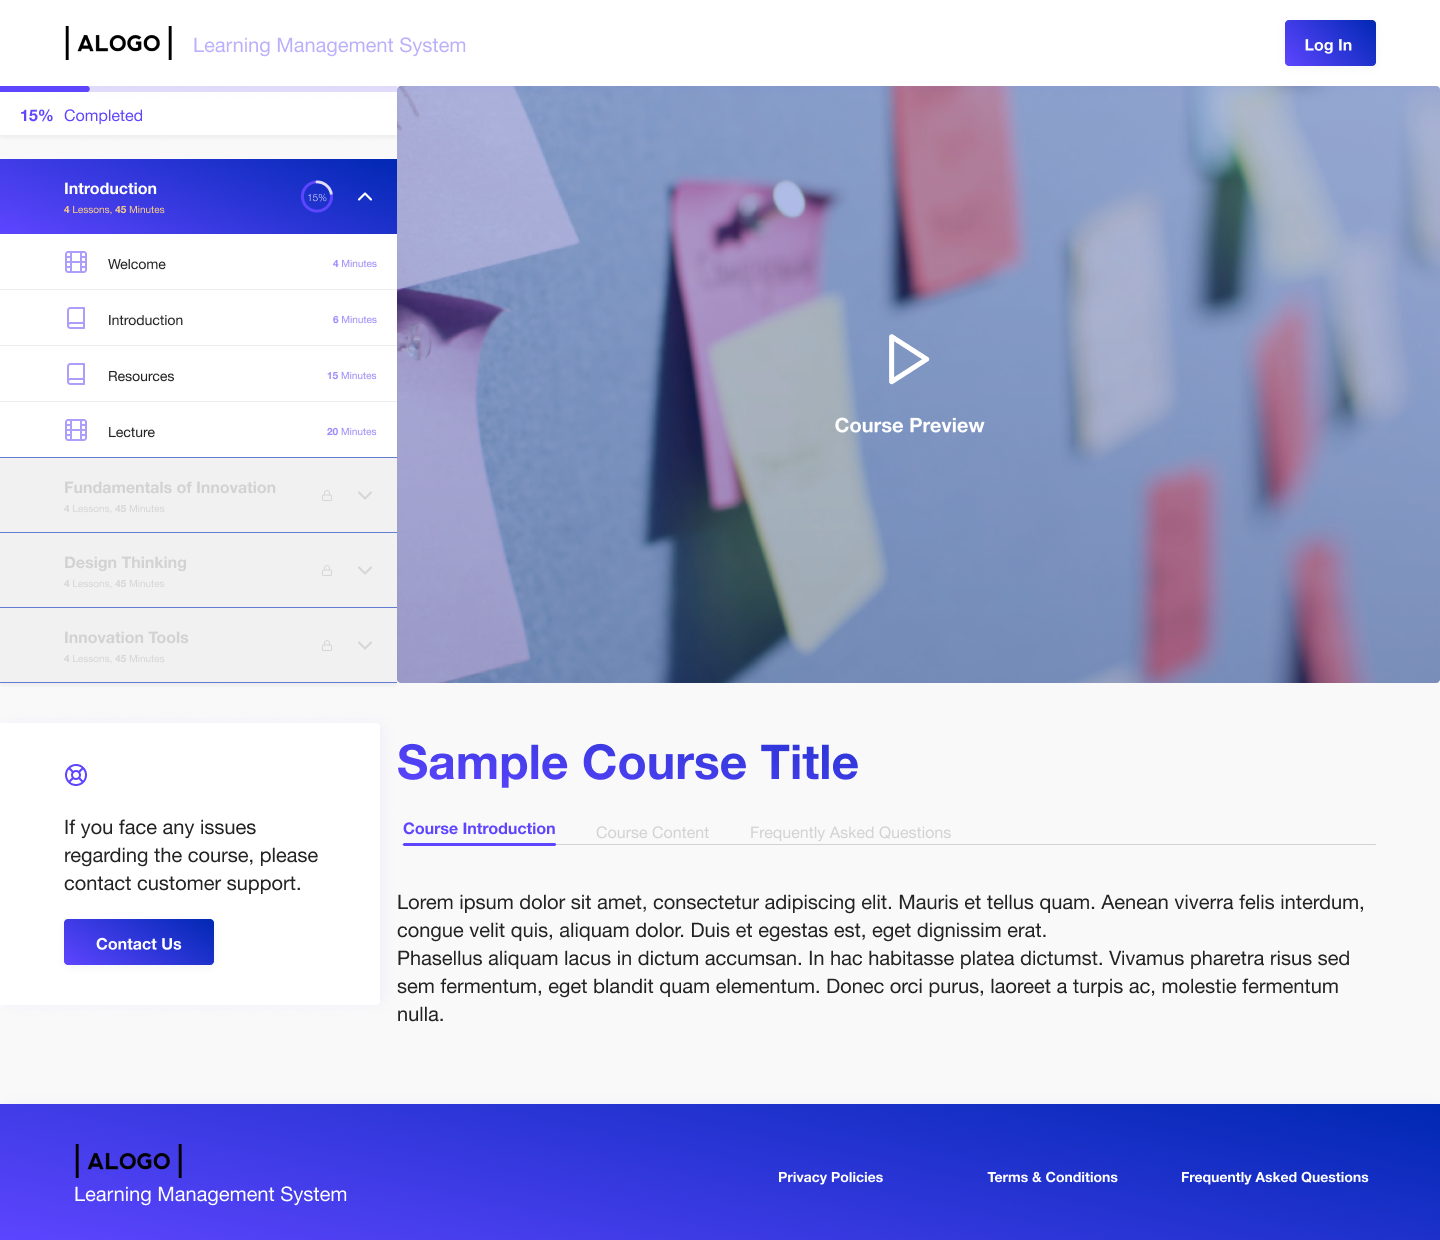 ALOGO
Learning Management System
Log In
15% Completed
Introduction
4 Lessons, 45 Minutes
15%
Welcome
4 Minutes
Introduction
6 Minutes
Resources
15 Minutes
Lecture
20 Minutes
Fundamentals of Innovation
4 Lessons, 45 Minutes
Design Thinking
4 Lessons, 45 Minutes
Innovation Tools
4 Lessons, 45 Minutes
Course Preview
If you face any issues
regarding the course, please
contact customer support.
Contact Us
Sample Course Title
Course Introduction
Course Content
Frequently Asked Questions
Lorem ipsum dolor sit amet, consectetur adipiscing elit. Mauris et tellus quam. Aenean viverra felis interdum,
congue velit quis, aliquam dolor. Duis et egestas est, eget dignissim erat.
Phasellus aliquam lacus in dictum accumsan. In hac habitasse platea dictumst. Vivamus pharetra risus sed
sem fermentum, eget blandit quam elementum. Donec orci purus, laoreet a turpis ac, molestie fermentum
nulla.
ALOGO
Learning Management System
Privacy Policies
Terms & Conditions
Frequently Asked Questions